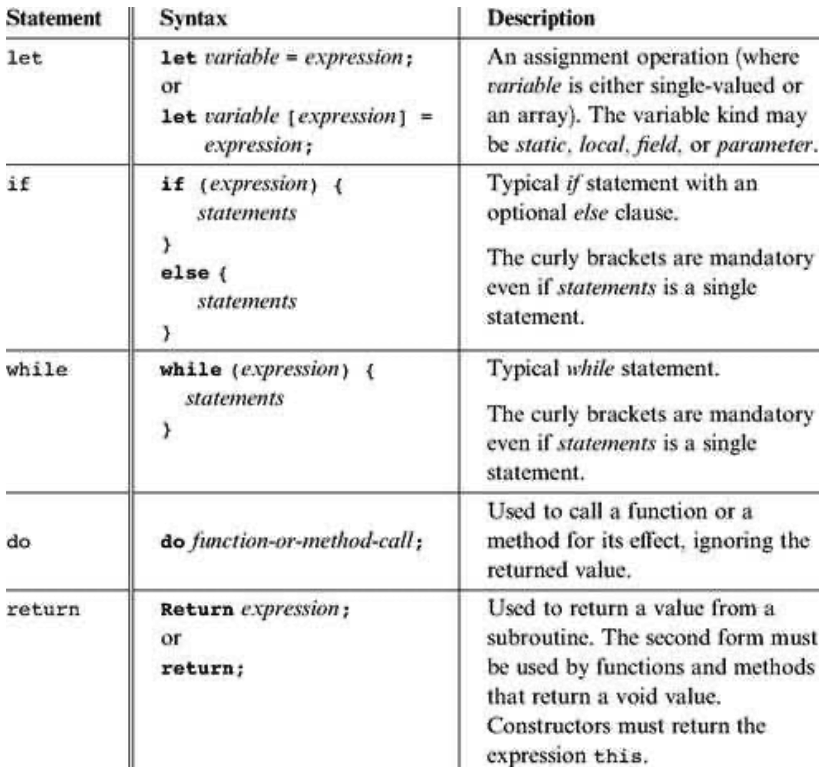 Statement Syntax Description
let
let variable = expression;
or
let variable [expression] =
expression;
An assignment operation (where
variable is either single-valued or
an array). The variable kind may
be static, local, field, or parameter.
if
if (expression) {
statements
}
else {
statements
}
Typical if statement with an
optional else clause.
The curly brackets are mandatory
even if statements is a single
statement.
while
while (expression) {
statements
}
Typical while statement.
The curly brackets are mandatory
even if statements is a single
statement.
do
do function-or-method-call;
Used to call a function or a
method for its effect, ignoring the
returned value.
return
Return expression;
or
return;
Used to return a value from a
subroutine. The second form must
be used by functions and methods
that return a void value.
Constructors must return the
expression this.